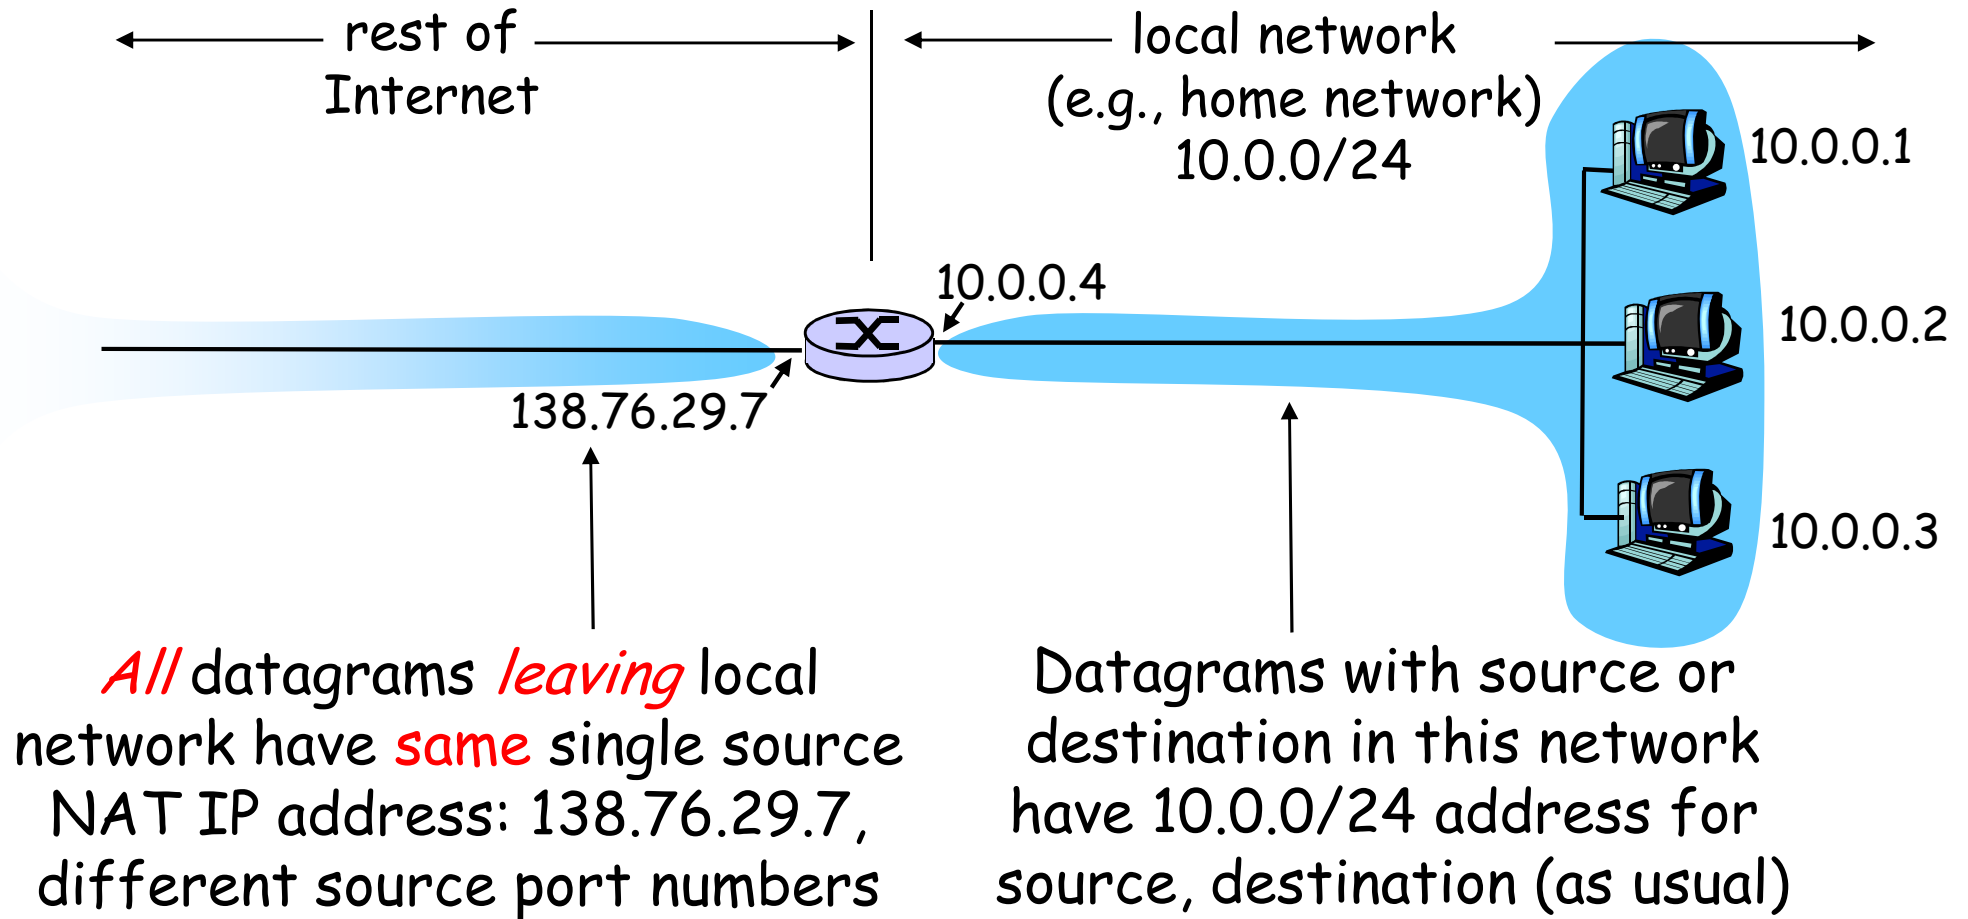 rest of
Internet
local network
(e.g., home network)
10.0.0/24
10.0.0.1
10.0.0.4
10.0.0.2
138.76.29.7
10.0.0.3
All datagrams leaving local
network have same single source
NAT IP address: 138.76.29.7,
different source port numbers
Datagrams with source or
destination in this network
have 10.0.0/24 address for
source, destination (as usual)